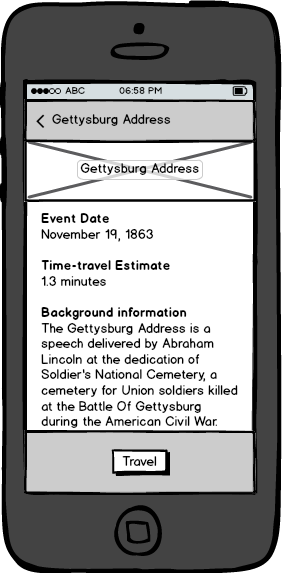 ABC 06:58 PM
Gettysburg Address
Gettysburg Address
Event Date
November 19, 1863
Time-travel Estimate
1.3 minutes
Background information
The Gettysburg Address is a
speech delivered by Abraham
Lincoln at the dedication of
Soldier's National Cemetery, a
cemetery for Union soldiers killed
at the Battle Of Gettysburg
during the American Civil War.
Travel